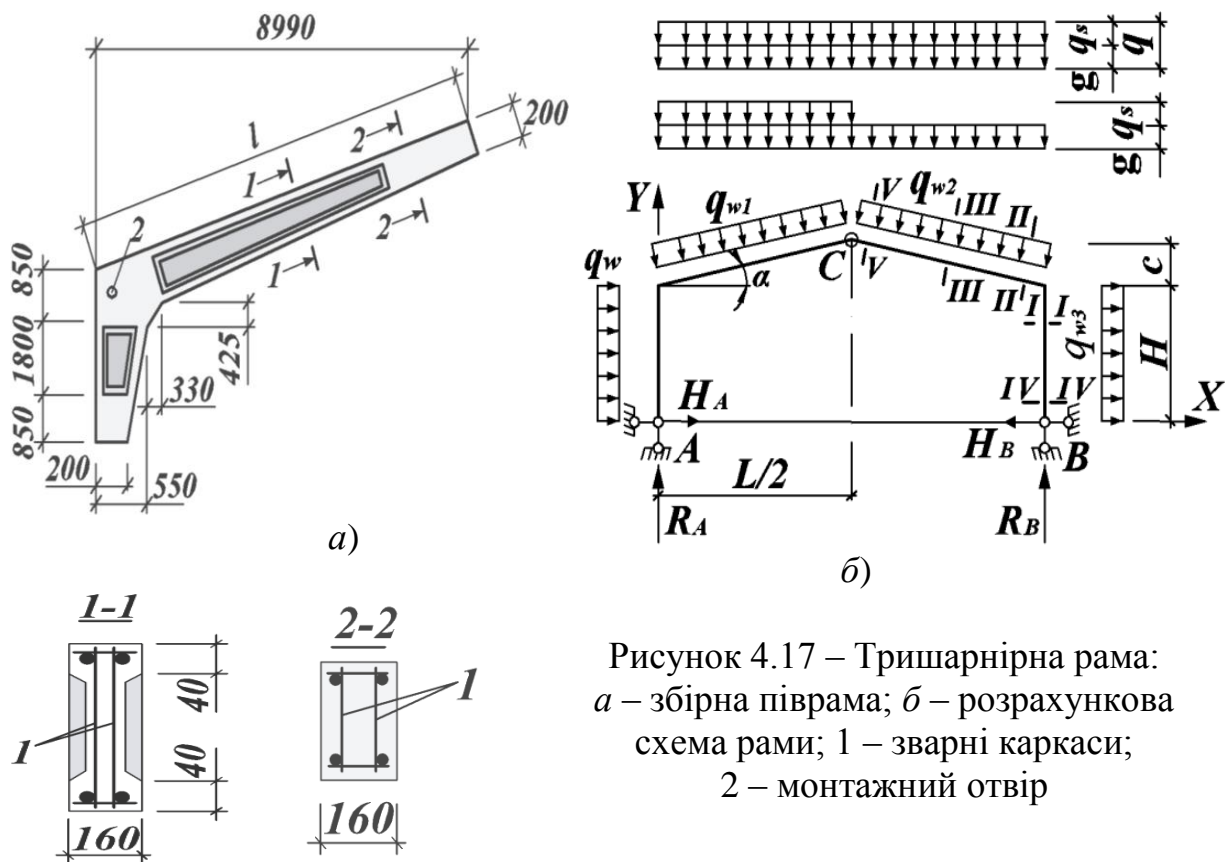 8990
l
200
1
2
1
2
2
850
1800
850
425
330
200
550
а)
qs
q
g
qs
g
Y
qw1
qw2
V
III
II
qw
C
V
α
III
II
I
I
qw3
c
H
HA
IV
IV
X
A
HB
B
L/2
RA
RB
б)
1-1
2-2
1
1
40
40
160
160
Рисунок 4.17 – Тришарнірна рама:
а – збірна піврама; б – розрахункова
схема рами; 1 – зварні каркаси;
2 – монтажний отвір